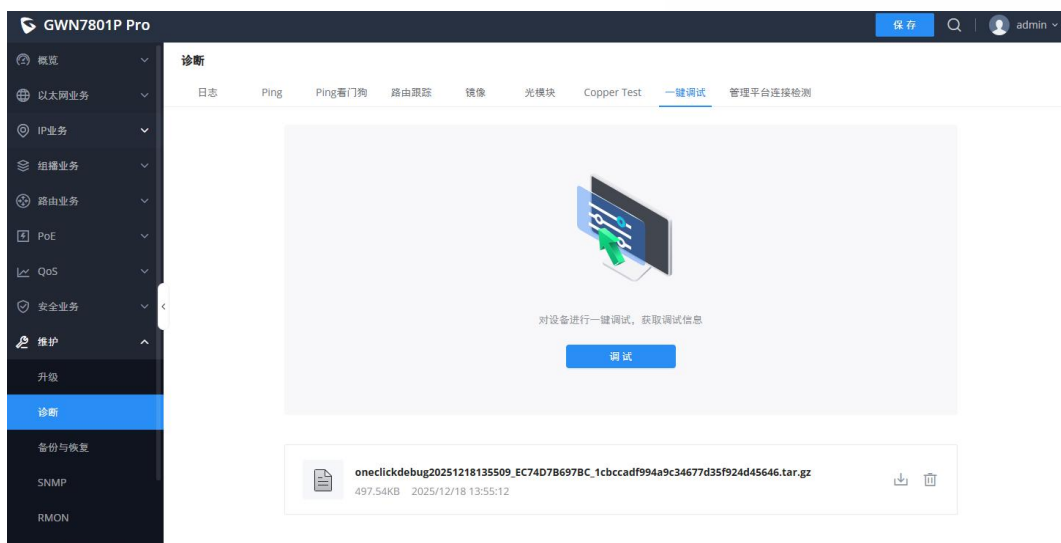 GWN7801P Pro
保存
admin
概览
以太网业务
IP业务
组播业务
路由业务
PoE
QoS
安全业务
维护
升级
诊断
备份与恢复
SNMP
RMON
诊断
日志 Ping Ping看门狗 路由跟踪 镜像 光模块 Copper Test 一键调试 管理平台连接检测
对设备进行一键调试，获取调试信息
调试
oneclickdebug20251218135509_EC74D7B697BC_1cbccadf994a9c34677d35f924d45646.tar.gz
497.54KB 2025/12/18 13:55:12